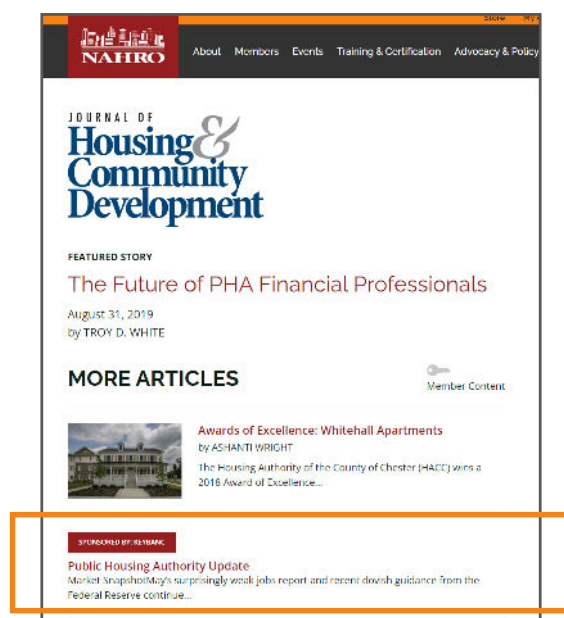 Store My
NAHRO
About Members Events Training & Certification Advocacy & Policy
JOURNAL OF
Housing &
Community
Development
FEATURED STORY
The Future of PHA Financial Professionals
August 31, 2019
by TROY D. WHITE
MORE ARTICLES
Member Content
Awards of Excellence: Whitehall Apartments
by ASHANTI WRIGHT
The Housing Authority of the County of Chester (HACC) wins a
2018 Award of Excellence...
SPONSORED BY: KEYBANC
Public Housing Authority Update
Market SnapshotMay's surprisingly weak jobs report and recent dovish guidance from the
Federal Reserve continue...